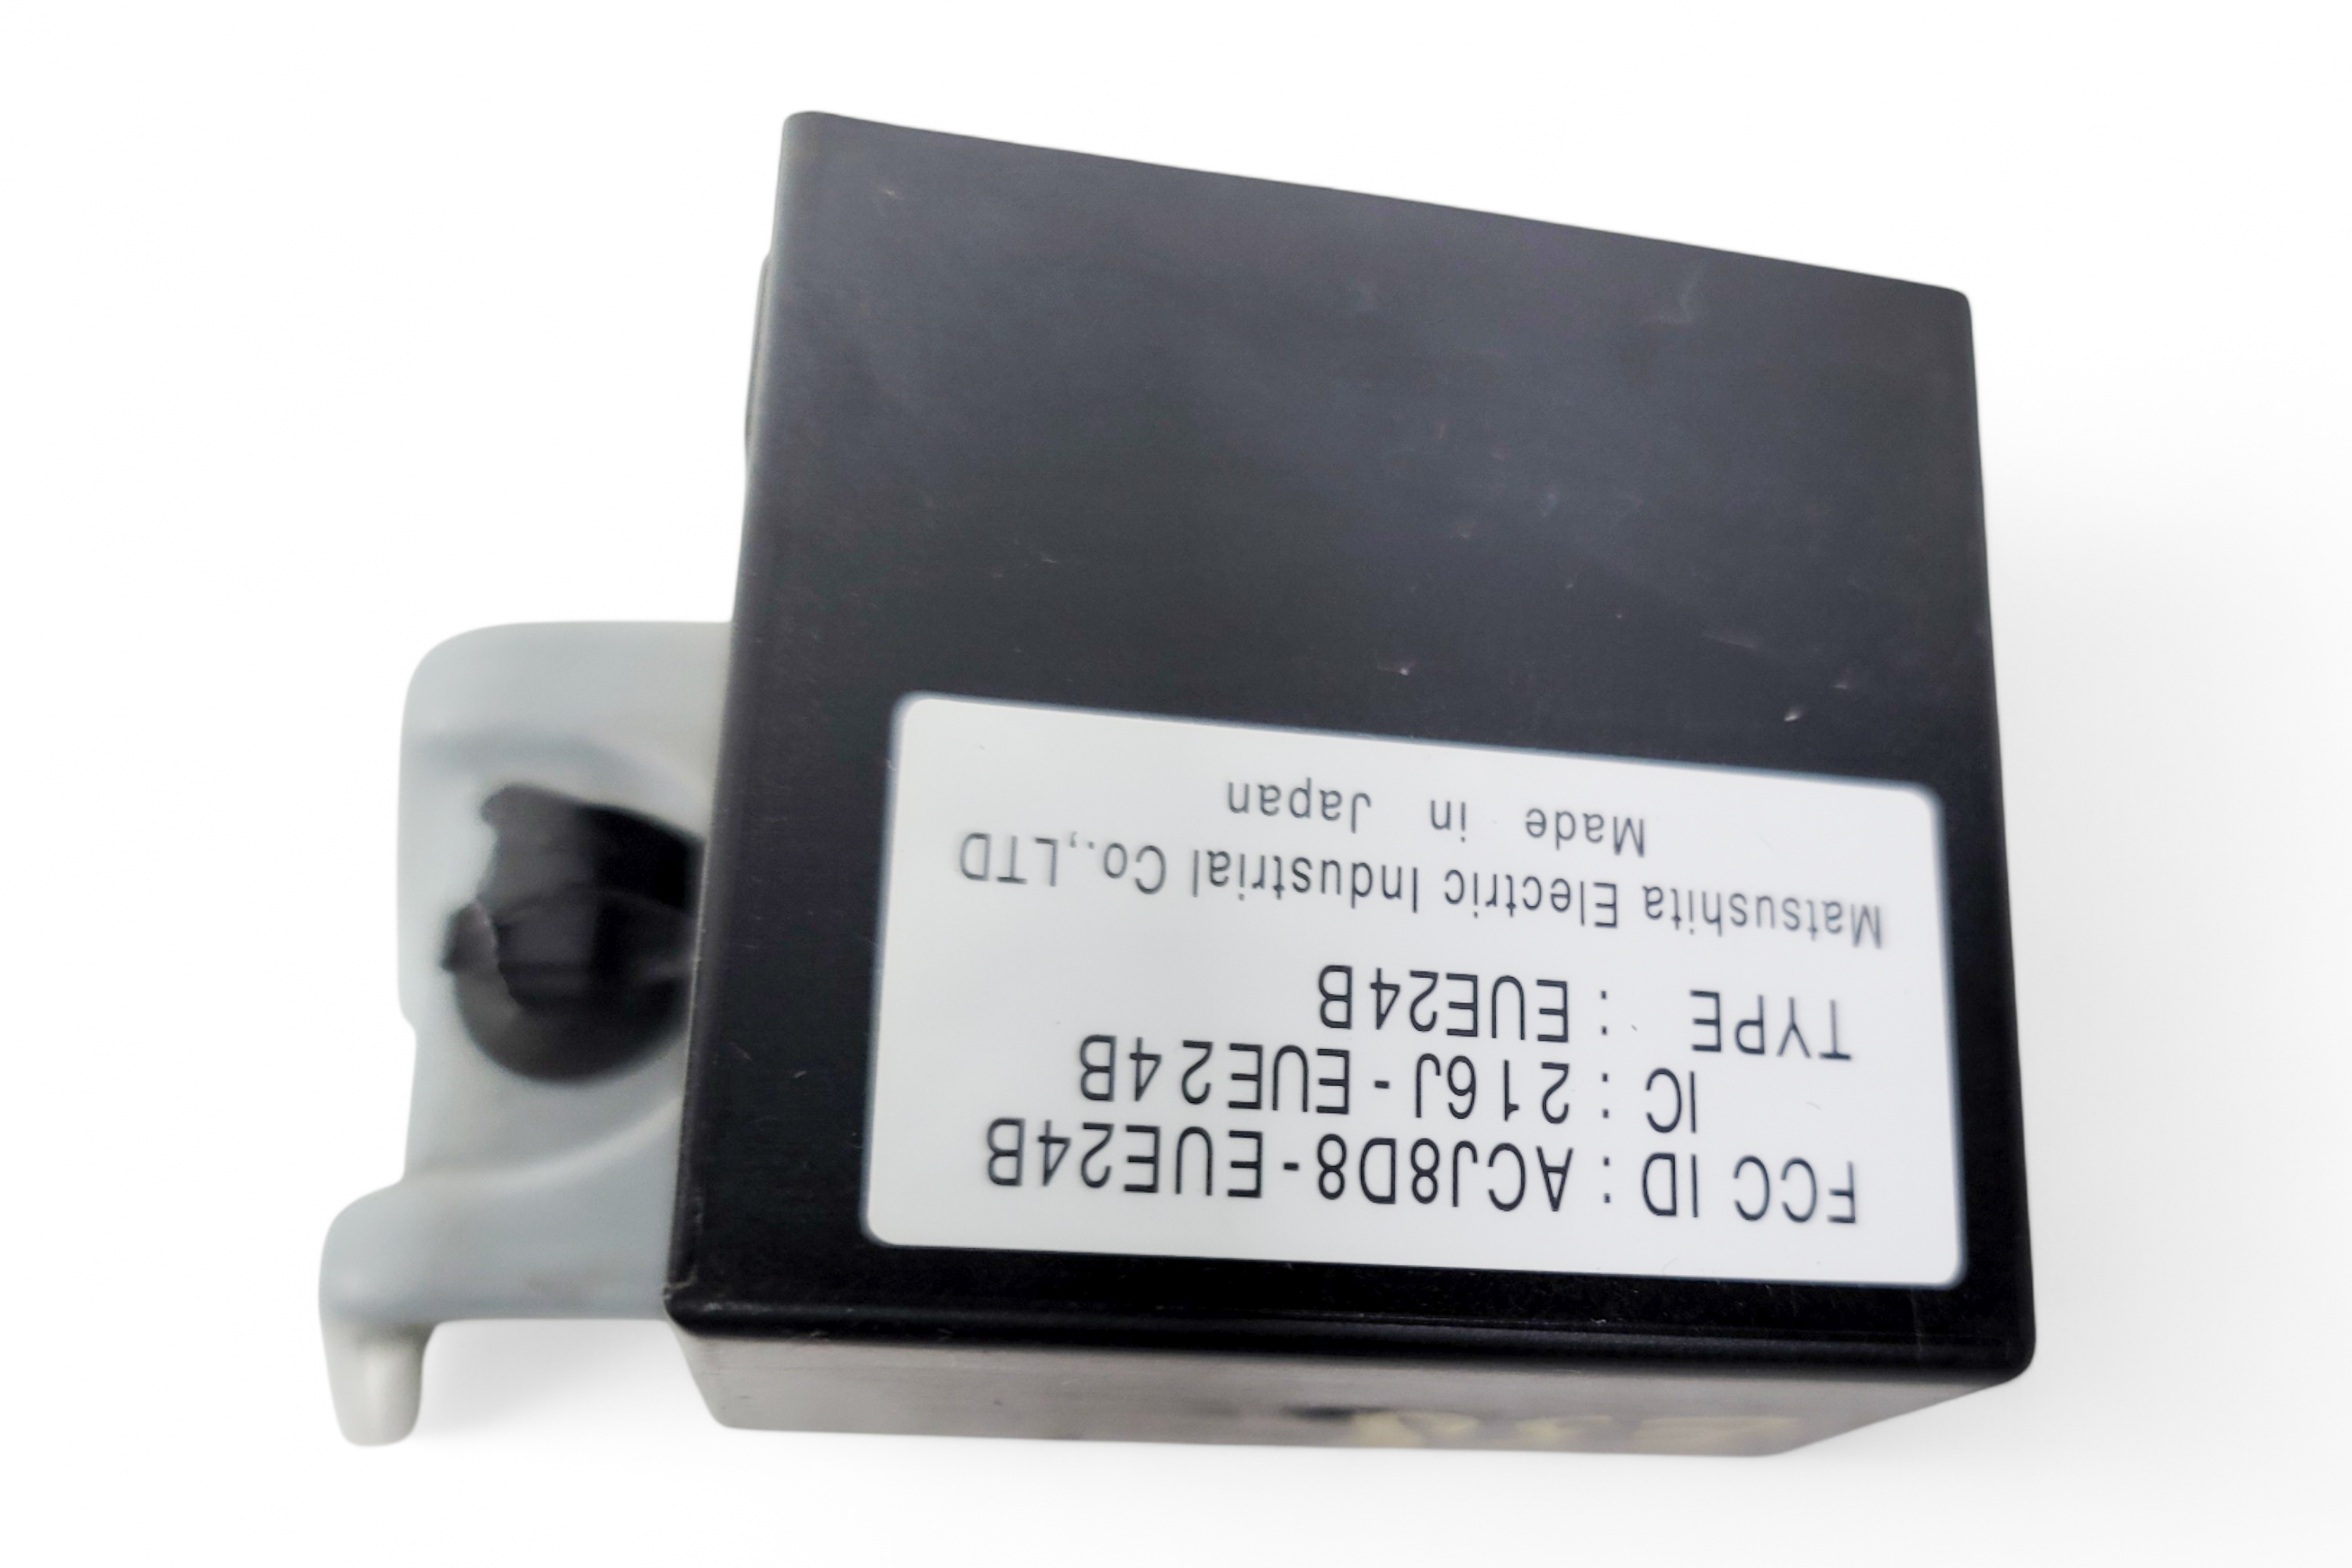 FCC ID : ACJ8D8-EUE24B
IC : 216J-EUE24B
TYPE : EUE24B
Matsushita Electric Industrial Co.,LTD
Made in Japan